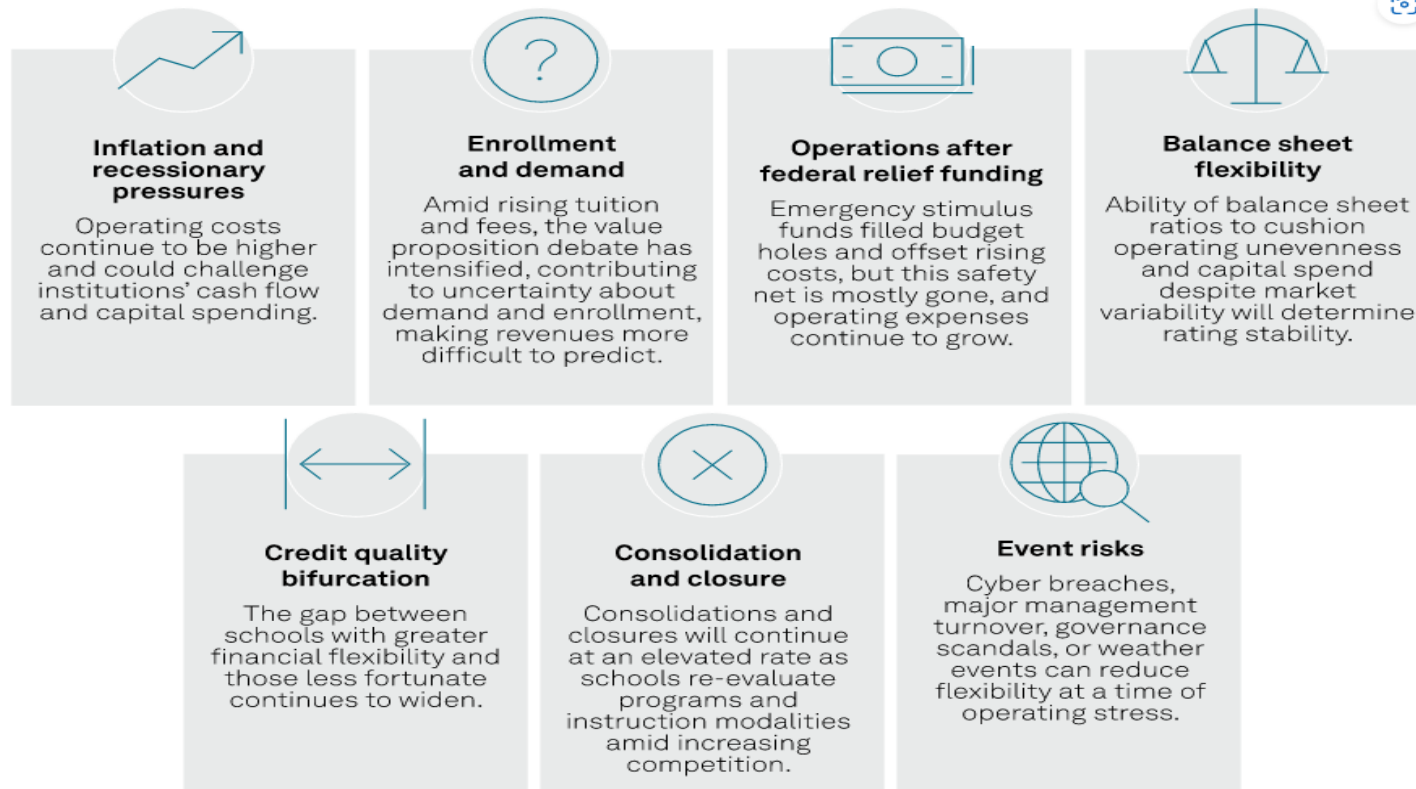 ?
Inflation and
recessionary
pressures
Operating costs
continue to be higher
and could challenge
institutions’ cash flow
and capital spending.
Enrollment
and demand
Amid rising tuition
and fees, the value
proposition debate has
intensified, contributing
to uncertainty about
demand and enrollment,
making revenues more
difficult to predict.
Operations after
federal relief funding
Emergency stimulus
funds filled budget
holes and offset rising
costs, but this safety
net is mostly gone, and
operating expenses
continue to grow.
Balance sheet
flexibility
Ability of balance sheet
ratios to cushion
operating unevenness
and capital spend
despite market
variability will determine
rating stability.
Credit quality
bifurcation
The gap between
schools with greater
financial flexibility and
those less fortunate
continues to widen.
Consolidation
and closure
Consolidations and
closures will continue
at an elevated rate as
schools re-evaluate
programs and
instruction modalities
amid increasing
competition.
Event risks
Cyber breaches,
major management
turnover, governance
scandals, or weather
events can reduce
flexibility at a time of
operating stress.